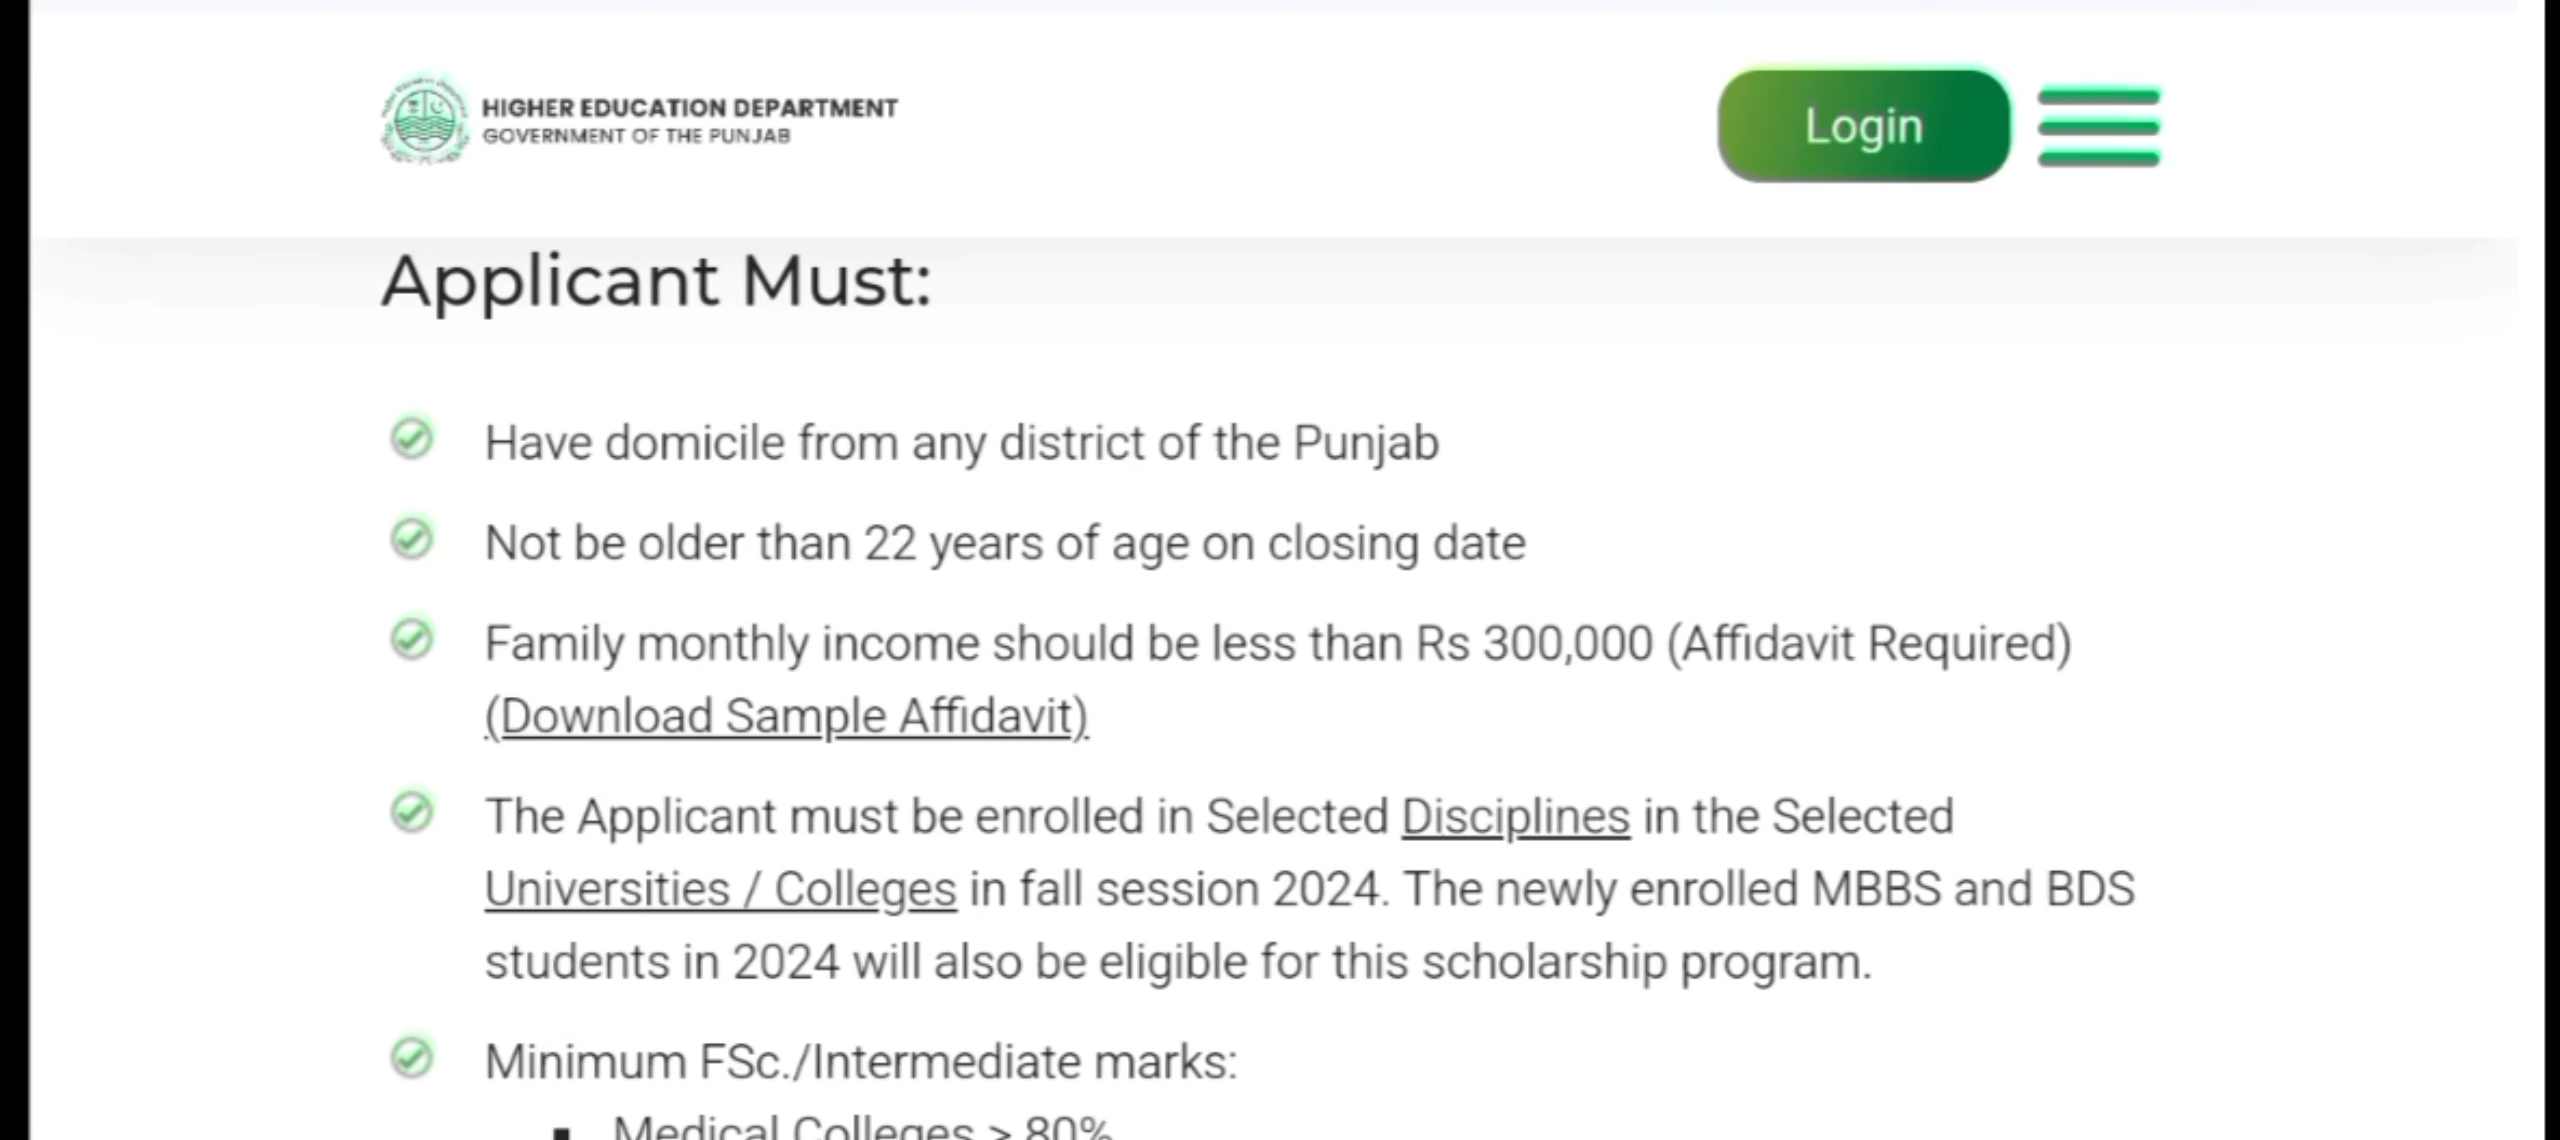 HIGHER EDUCATION DEPARTMENT
GOVERNMENT OF THE PUNJAB
Login
Applicant Must:
Have domicile from any district of the Punjab
Not be older than 22 years of age on closing date
Family monthly income should be less than Rs 300,000 (Affidavit Required)
(Download Sample Affidavit)
The Applicant must be enrolled in Selected Disciplines in the Selected
Universities / Colleges in fall session 2024. The newly enrolled MBBS and BDS
students in 2024 will also be eligible for this scholarship program.
Minimum FSc./Intermediate marks:
Medical Colleges > 80%